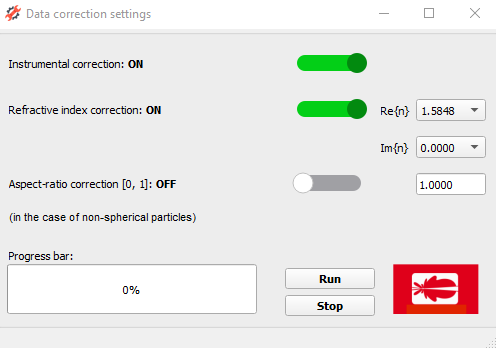 Data correction settings
Instrumental correction: ON
Refractive index correction: ON
Re{n}
1.5848
Im{n}
0.0000
Aspect-ratio correction [0, 1]: OFF
1.0000
(in the case of non-spherical particles)
Progress bar:
0%
Run
Stop